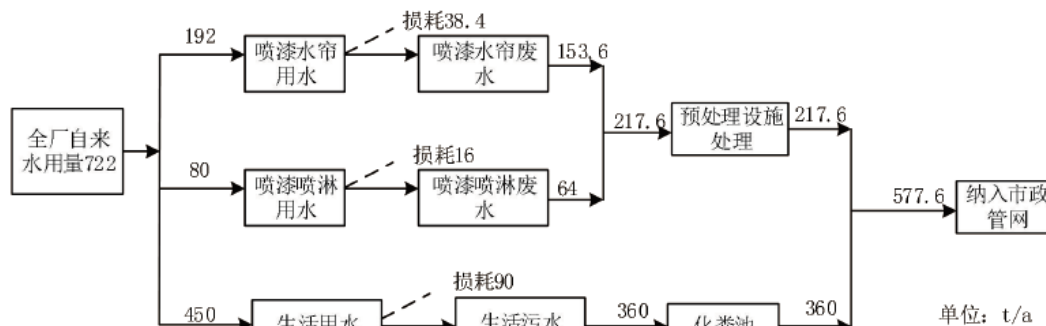 损耗38.4
192
喷漆水帘
用水
喷漆水帘废
水
153.6
全厂自来
水用量722
217.6
预处理设施
处理
217.6
80
损耗16
喷漆喷淋
用水
喷漆喷淋废
水
64
577.6
纳入市政
管网
损耗90
450
生活用水
生活污水
360
化粪池
360
单位: t/a